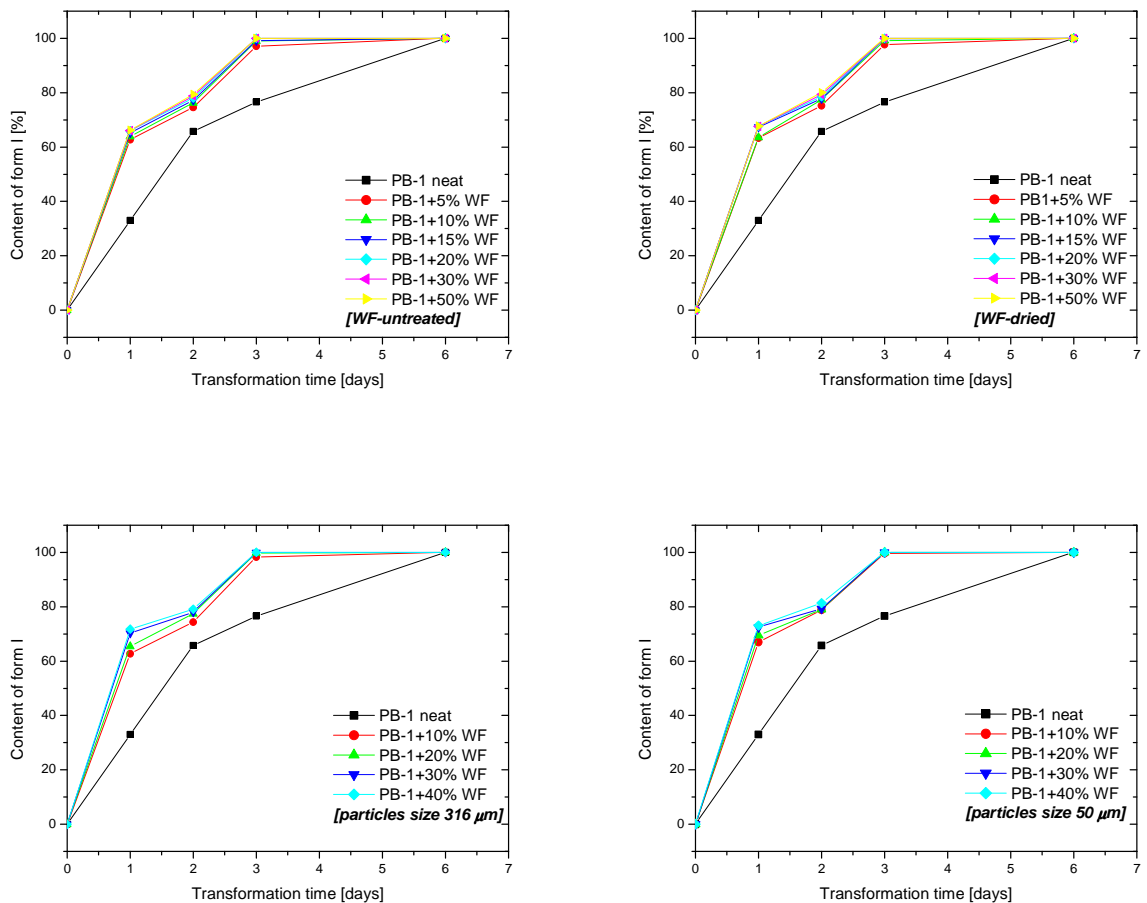 100
80
60
40
20
0
Content of form I [%]
PB-1 neat
PB-1+5% WF
PB-1+10% WF
PB-1+15% WF
PB-1+20% WF
PB-1+30% WF
PB-1+50% WF
[WF-untreated]
0 1 2 3 4 5 6 7
Transformation time [days]
100
80
60
40
20
0
Content of form I [%]
PB-1 neat
PB1+5% WF
PB-1+10% WF
PB-1+15% WF
PB-1+20% WF
PB-1+30% WF
PB-1+50% WF
[WF-dried]
0 1 2 3 4 5 6 7
Transformation time [days]
100
80
60
40
20
0
Content of form I
PB-1 neat
PB-1+10% WF
PB-1+20% WF
PB-1+30% WF
PB-1+40% WF
[particles size 316 μm]
0 1 2 3 4 5 6 7
Transformation time [days]
100
80
60
40
20
0
Content of form I
PB-1 neat
PB-1+10% WF
PB-1+20% WF
PB-1+30% WF
PB-1+40% WF
[particles size 50 μm]
0 1 2 3 4 5 6 7
Transformation time [days]